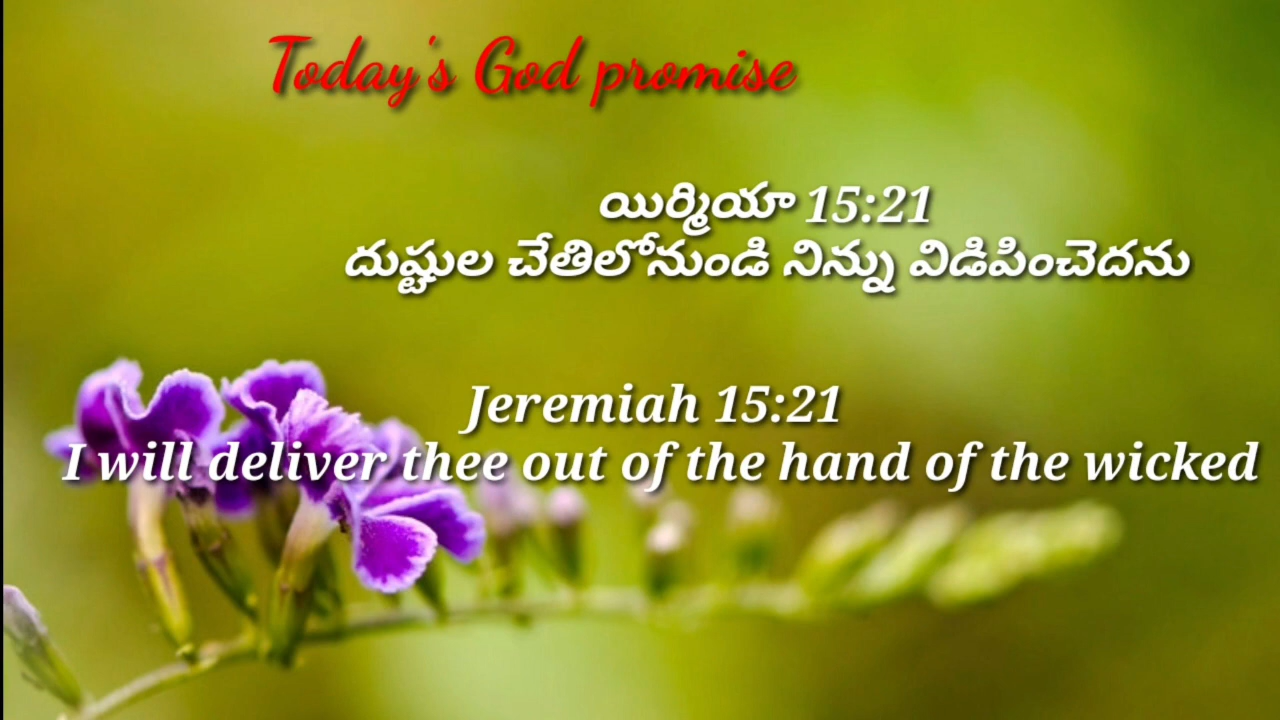 Today's God promise
యిర్మియా 15:21
దుష్టుల చేతిలోనుండి నిన్ను విడిపించెదను
Jeremiah 15:21
I will deliver thee out of the hand of the wicked